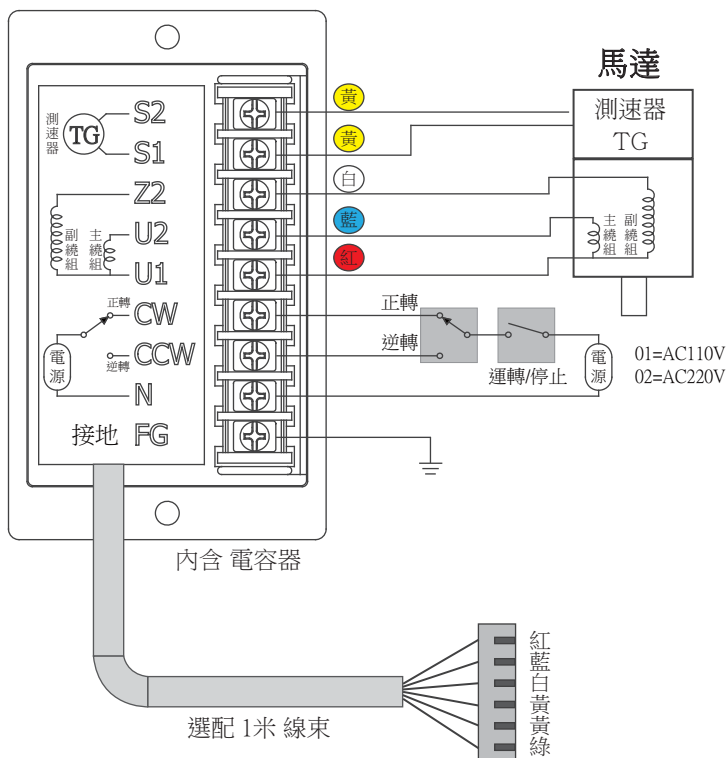 馬達
測速器
TG
黃
黃
白
藍
紅
主繞組
副繞組
測速器
TG
S2
S1
Z2
U2
U1
副繞組
主繞組
正轉
CW
逆轉
CCW
電源
N
接地 FG
正轉
逆轉
運轉/停止
電源
01=AC110V
02=AC220V
內含 電容器
選配 1米 線束
紅
藍
白
黃
黃
綠